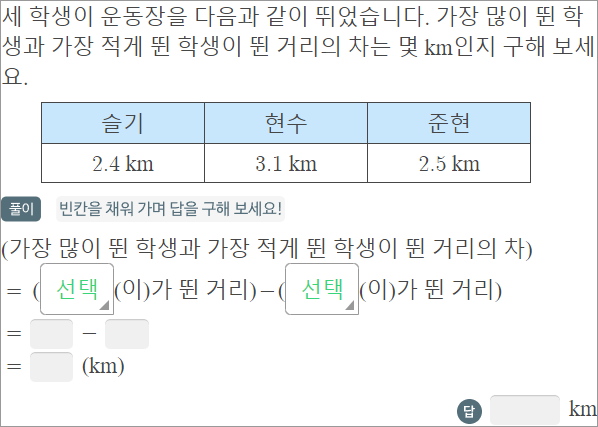 세 학생이 운동장을 다음과 같이 뛰었습니다. 가장 많이 뛴 학
생과 가장 적게 뛴 학생이 뛴 거리의 차는 몇 km인지 구해 보세
요.
슬기 현수 준현
2.4 km 3.1 km 2.5 km
풀이 빈칸을 채워 가며 답을 구해 보세요!
(가장 많이 뛴 학생과 가장 적게 뛴 학생이 뛴 거리의 차)
= (선택(이)가 뛴 거리)−(선택(이)가 뛴 거리)
= −
= (km)
답 km